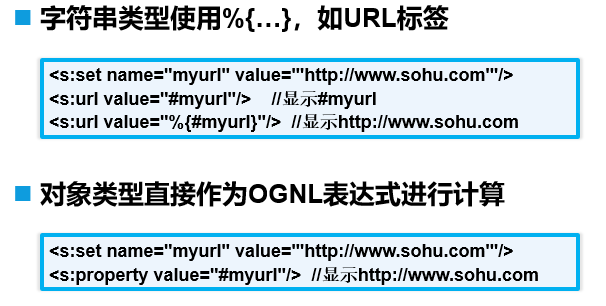 字符串类型使用%{…}，如URL标签
<s:set name="myurl" value="'http://www.sohu.com'"/>
<s:url value="#myurl"/> //显示#myurl
<s:url value="%{#myurl}"/> //显示http://www.sohu.com
对象类型直接作为OGNL表达式进行计算
<s:set name="myurl" value="'http://www.sohu.com'"/>
<s:property value="#myurl"/> //显示http://www.sohu.com